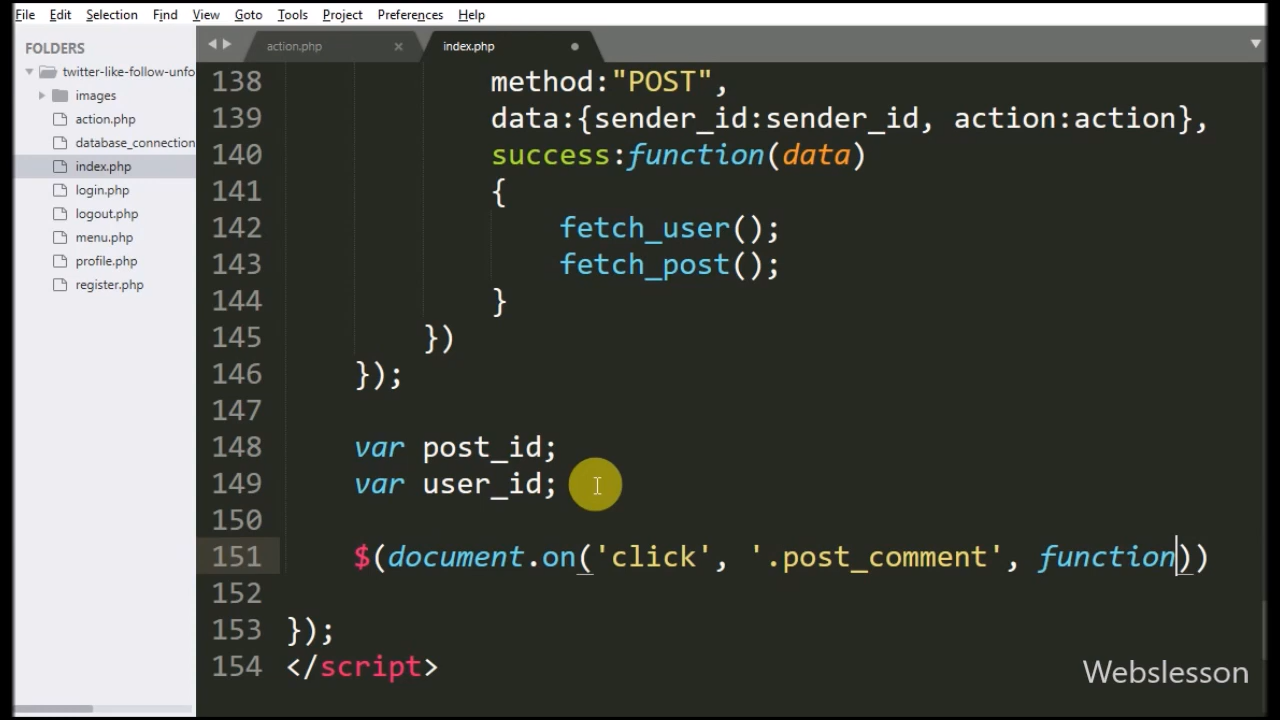 File Edit Selection Find View Goto Tools Project Preferences Help
FOLDERS
twitter-like-follow-unfo
images
action.php
database_connection
index.php
login.php
logout.php
menu.php
profile.php
register.php
action.php × index.php
138 method:"POST",
139 data:{sender_id:sender_id, action:action},
140 success:function(data)
141 {
142 fetch_user();
143 fetch_post();
144 }
145 })
146 });
147
148 var post_id;
149 var user_id;
150
151 $(document.on('click', '.post_comment', function))
152
153 });
154 </script>
Webslesson